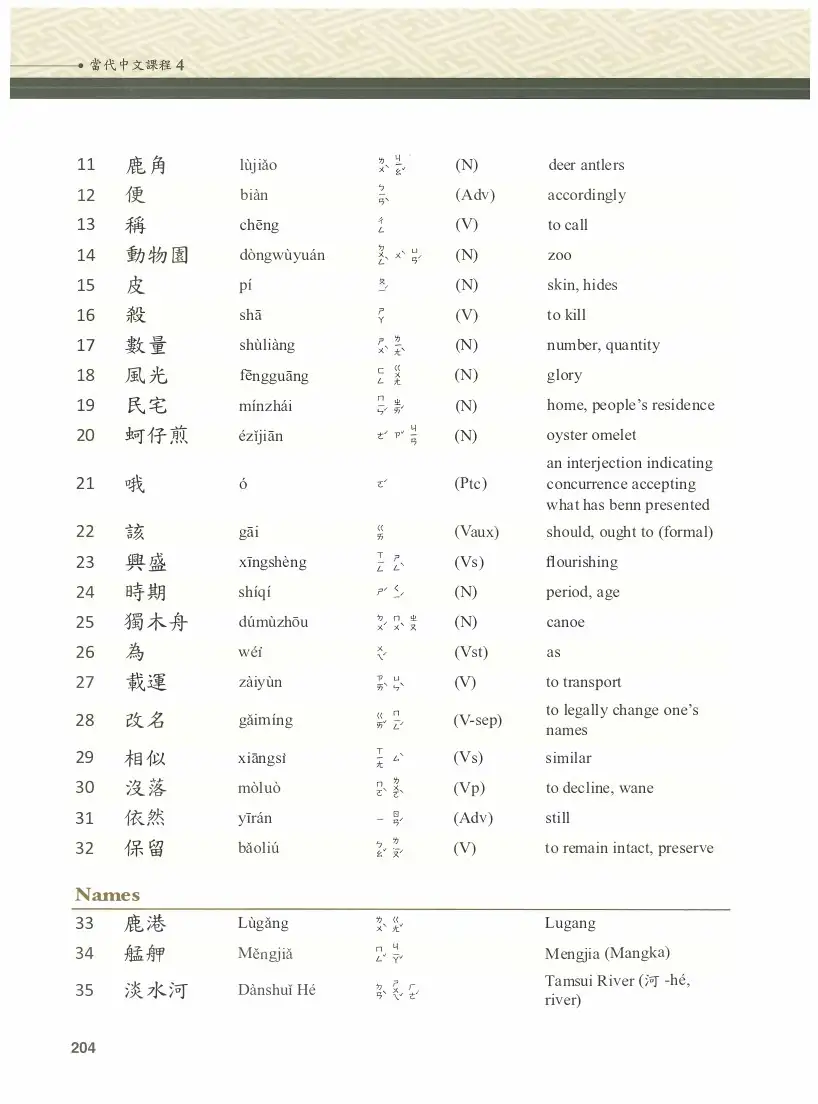 當代中文課程 4
11 鹿角 lùjiǎo ㄌㄨˋ ㄐㄧㄠˇ (N) deer antlers
12 便 biàn ㄅㄧㄢˋ (Adv) accordingly
13 稱 chēng ㄔㄥ (V) to call
14 動物園 dòngwùyuán ㄉㄨㄥˋ ㄨˋ ㄩㄢˊ (N) zoo
15 皮 pí ㄆㄧˊ (N) skin, hides
16 殺 shā ㄕㄚ (V) to kill
17 數量 shùliàng ㄕㄨˋ ㄌㄧㄤˋ (N) number, quantity
18 風光 fēngguāng ㄈㄥ ㄍㄨㄤ (N) glory
19 民宅 mínzhái ㄇㄧㄣˊ ㄓㄞˊ (N) home, people's residence
20 蚵仔煎 ézǐjiān ㄜˊ ㄗˇ ㄐㄧㄢ (N) oyster omelet
an interjection indicating
21 哦 ó ㄛˊ (Ptc) concurrence accepting
what has benn presented
22 該 gāi ㄍㄞ (Vaux) should, ought to (formal)
23 興盛 xīngshèng ㄒㄧㄥ ㄕㄥˋ (Vs) flourishing
24 時期 shíqí ㄕˊ ㄑㄧˊ (N) period, age
25 獨木舟 dúmùzhōu ㄉㄨˊ ㄇㄨˋ ㄓㄡ (N) canoe
26 為 wéi ㄨㄟˊ (Vst) as
27 載運 zàiyùn ㄗㄞˋ ㄩㄣˋ (V) to transport
28 改名 gǎimíng ㄍㄞˇ ㄇㄧㄥˊ (V-sep) to legally change one's
names
29 相似 xiāngsì ㄒㄧㄤ ㄙˋ (Vs) similar
30 沒落 mòluò ㄇㄛˋ ㄌㄨㄛˋ (Vp) to decline, wane
31 依然 yīrán ㄧ ㄖㄢˊ (Adv) still
32 保留 bǎoliú ㄅㄠˇ ㄌㄧㄡˊ (V) to remain intact, preserve
Names
33 鹿港 Lùgǎng ㄌㄨˋ ㄍㄤˇ Lugang
34 艋舺 Měngjiǎ ㄇㄥˇ ㄐㄧㄚˇ Mengjia (Mangka)
35 淡水河 Dànshuǐ Hé ㄉㄢˋ ㄕㄨㄟˇ ㄏㄜˊ Tamsui River (河 -hé,
river)
204